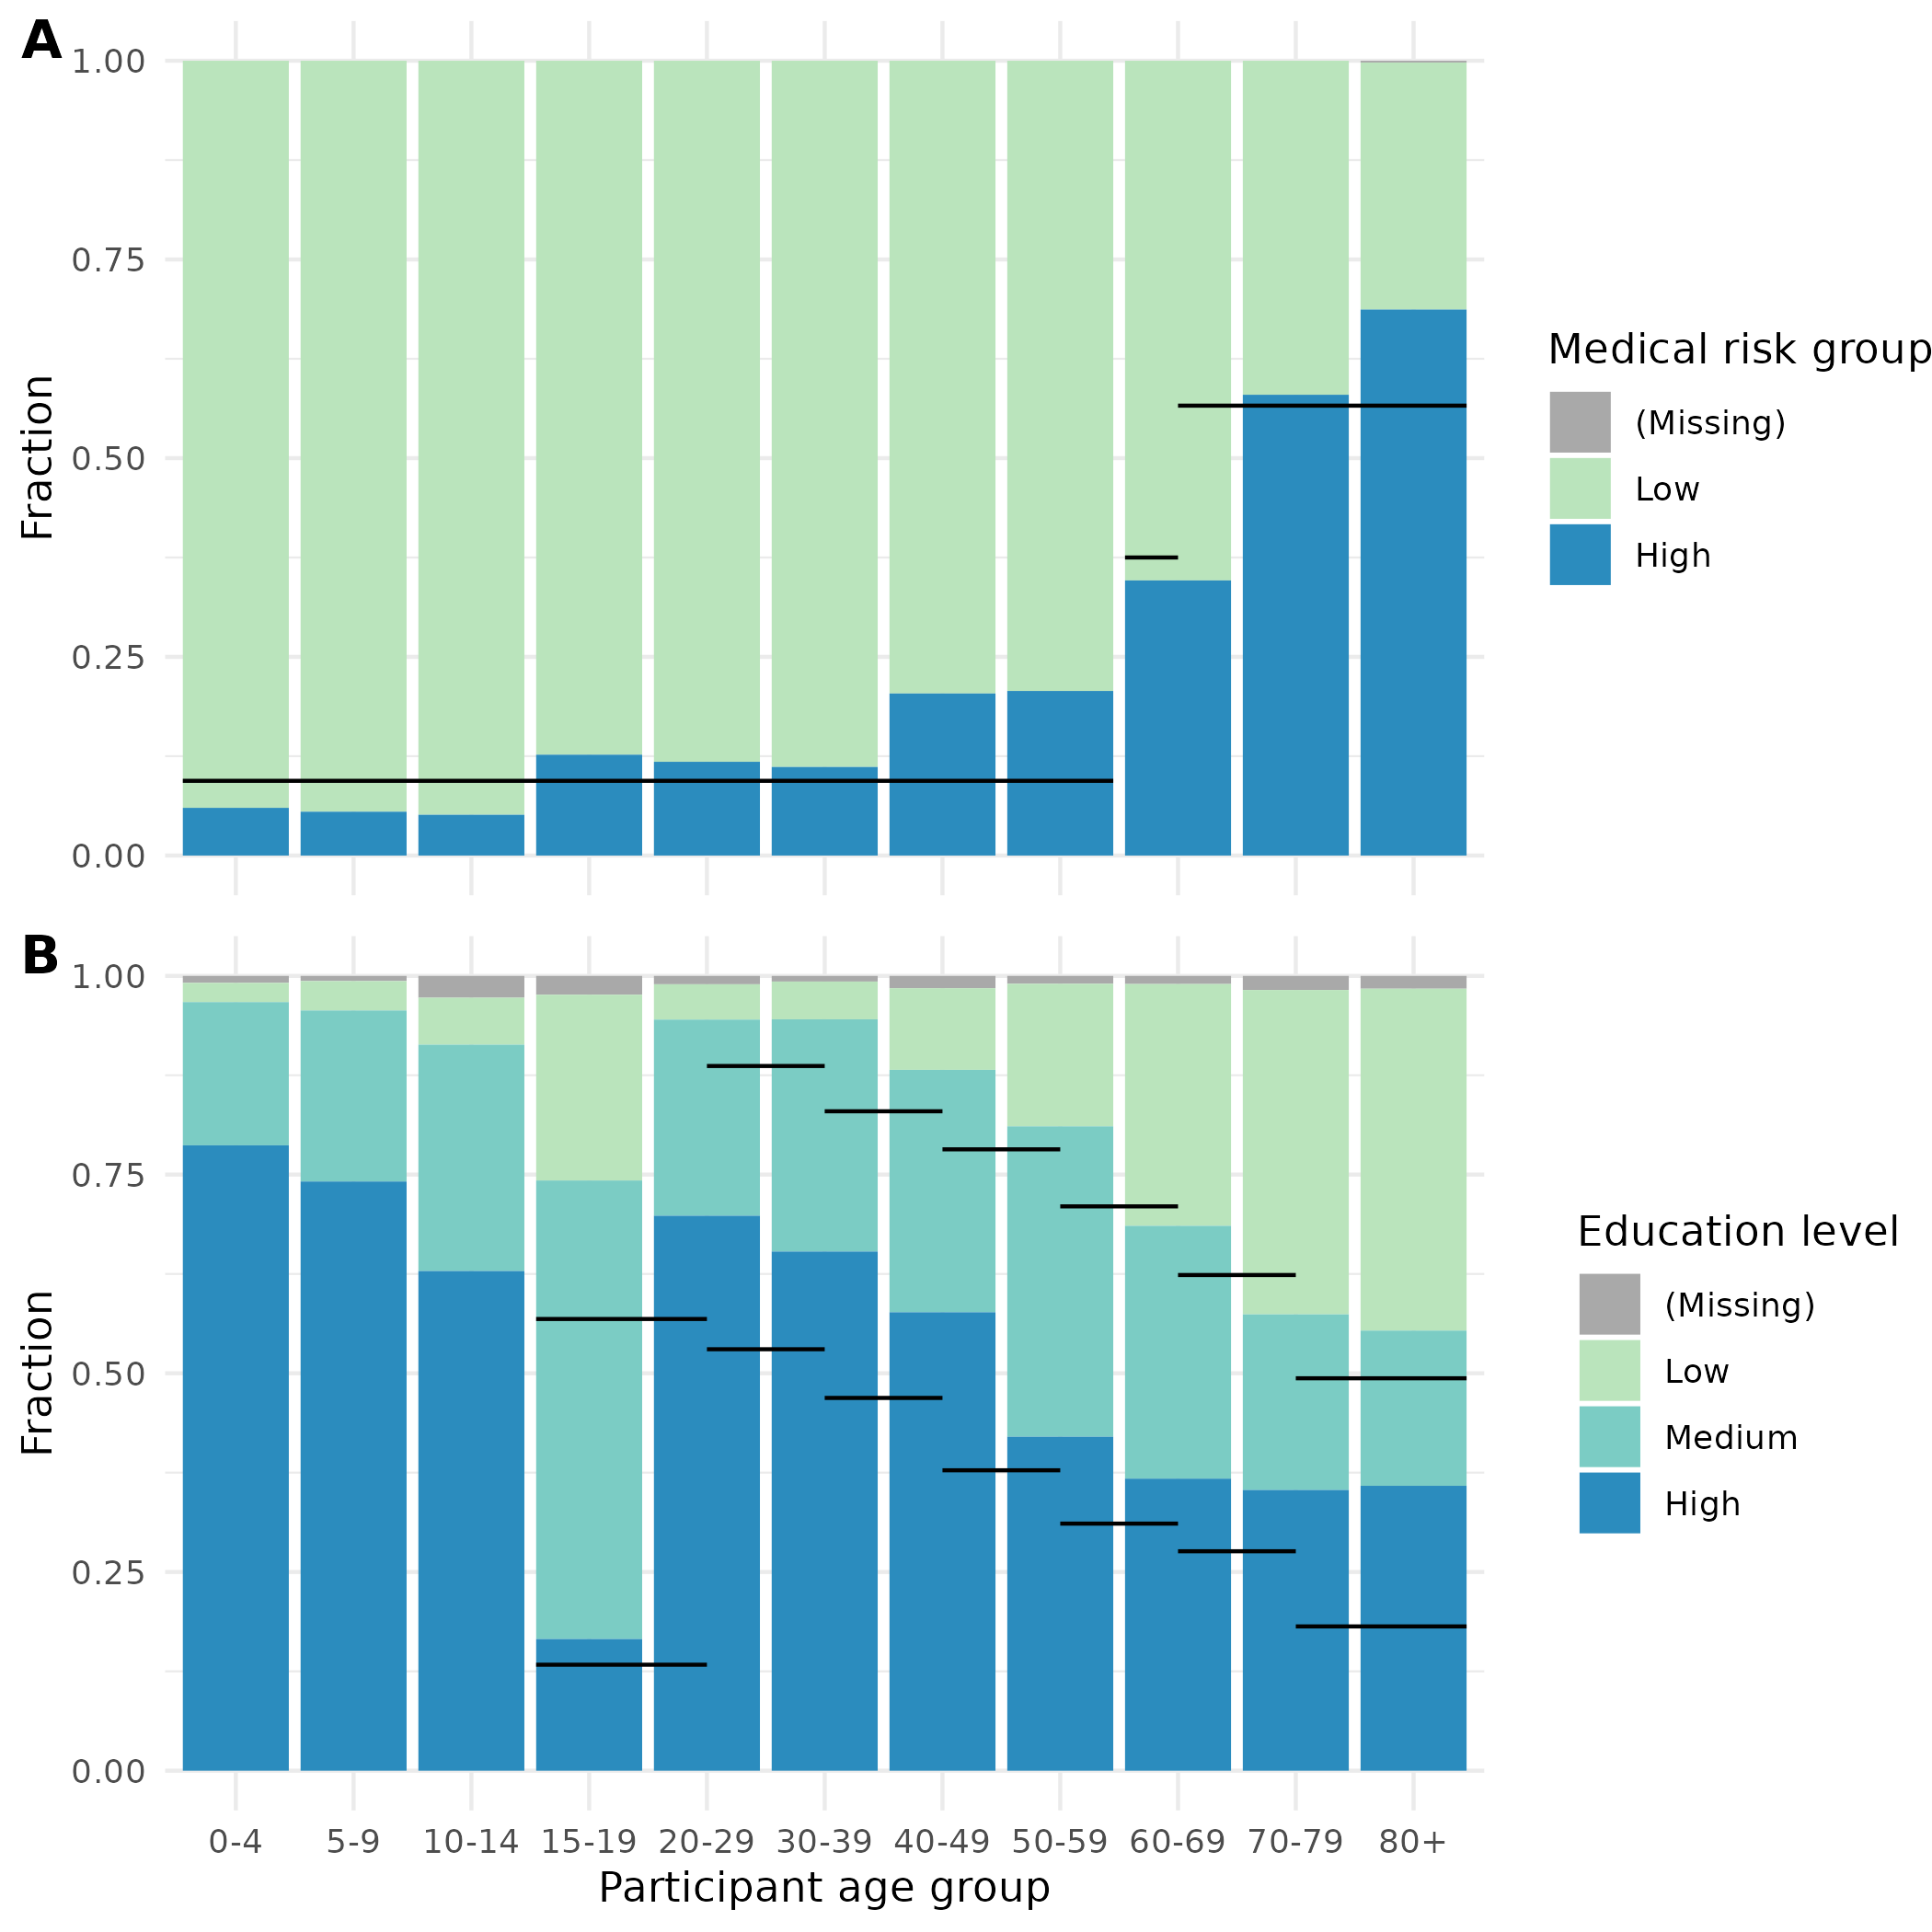 A
1.00
0.75
0.50
0.25
0.00
Fraction
Medical risk group
(Missing)
Low
High
B
1.00
0.75
0.50
0.25
0.00
Fraction
Education level
(Missing)
Low
Medium
High
0-4 5-9 10-14 15-19 20-29 30-39 40-49 50-59 60-69 70-79 80+
Participant age group